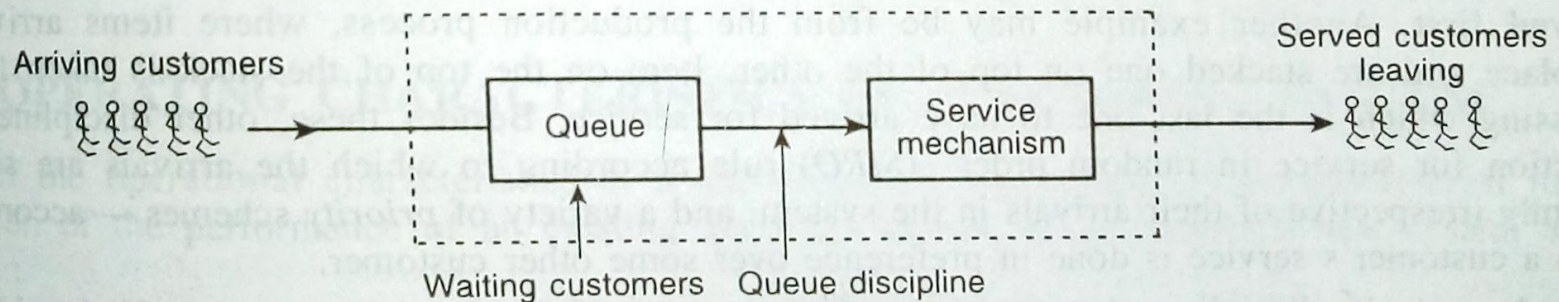 Arriving customers
Served customers
leaving
Queue
Service
mechanism
Waiting customers
Queue discipline